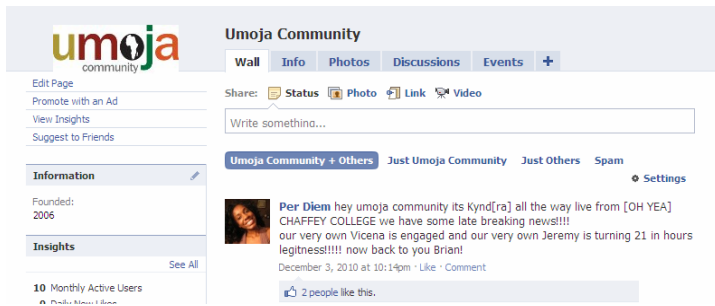 umoja
community
Edit Page
Promote with an Ad
View Insights
Suggest to Friends
Information
Founded:
2006
Insights
See All
10 Monthly Active Users
0 Daily New Likes
Umoja Community
Wall Info Photos Discussions Events +
Share: Status Photo Link Video
Write something...
Umoja Community + Others Just Umoja Community Just Others Spam
Settings
Per Diem hey umoja community its Kynd[ra] all the way live from [OH YEA]
CHAFFEY COLLEGE we have some late breaking news!!!!
our very own Vicena is engaged and our very own Jeremy is turning 21 in hours
legitness!!!!! now back to you Brian!
December 3, 2010 at 10:14pm · Like · Comment
2 people like this.